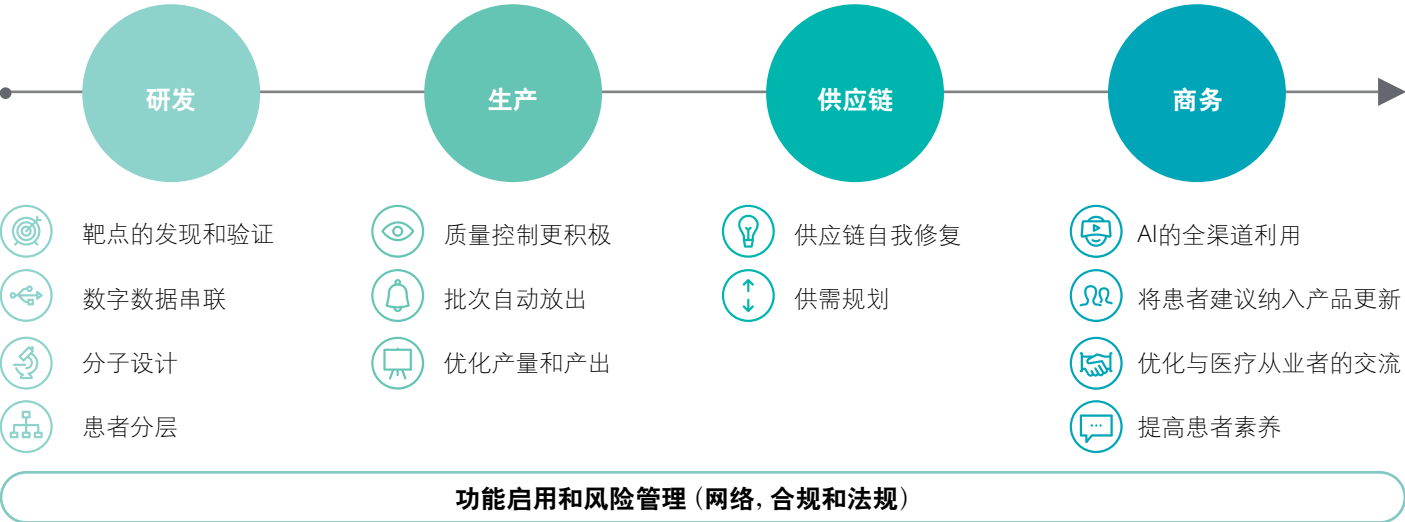 研发
生产
供应链
商务
靶点的发现和验证
数字数据串联
分子设计
患者分层
质量控制更积极
批次自动放出
优化产量和产出
供应链自我修复
供需规划
AI的全渠道利用
将患者建议纳入产品更新
优化与医疗从业者的交流
提高患者素养
功能启用和风险管理（网络, 合规和法规）